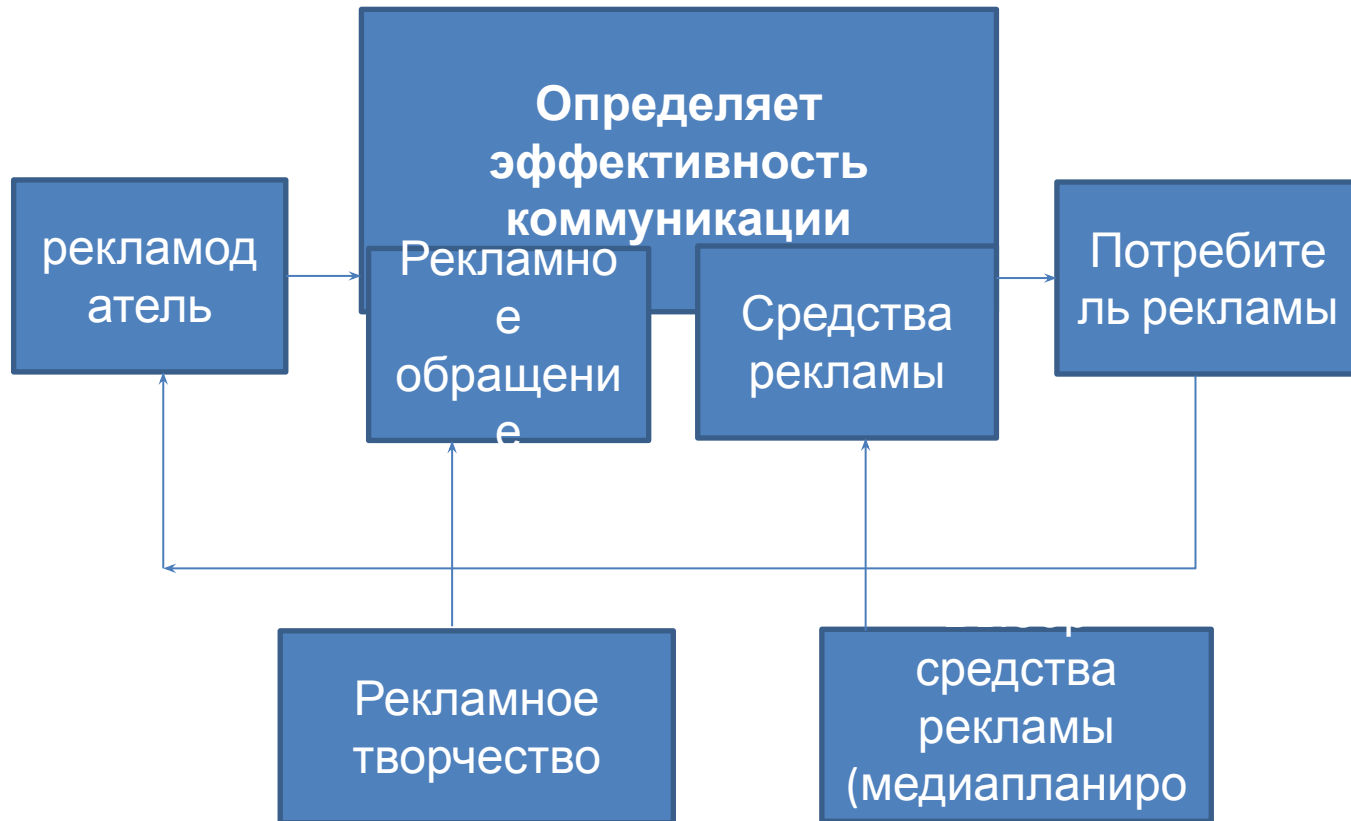 Определяет
эффективность
коммуникации
рекламод
атель
Рекламно
е
обращени
е
Средства
рекламы
Потребите
ль рекламы
Рекламное
творчество
средства
рекламы
(медиапланиро